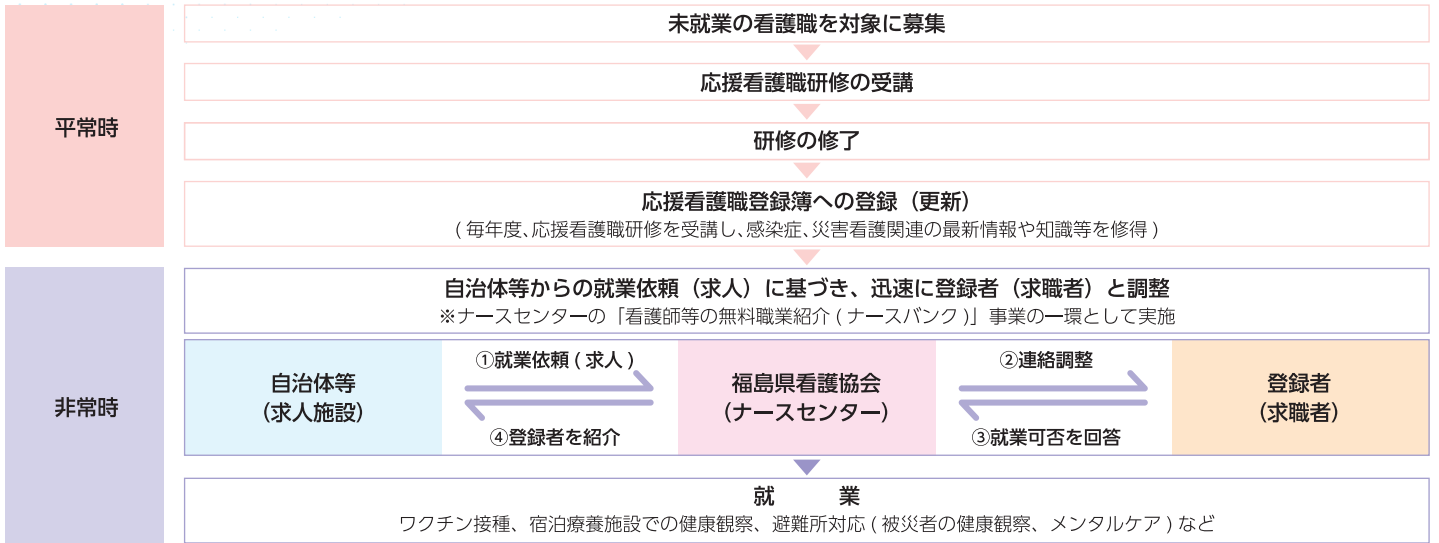 平常時
未就業の看護職を対象に募集
応援看護職研修の受講
研修の修了
応援看護職登録簿への登録（更新）
( 毎年度、応援看護職研修を受講し、感染症、災害看護関連の最新情報や知識等を修得 )
非常時
自治体等からの就業依頼（求人）に基づき、迅速に登録者（求職者）と調整
※ナースセンターの「看護師等の無料職業紹介 ( ナースバンク )」事業の一環として実施
自治体等
（求人施設）
①就業依頼 ( 求人 )
④登録者を紹介
福島県看護協会
（ナースセンター）
②連絡調整
③就業可否を回答
登録者
（求職者）
就　　業
ワクチン接種、宿泊療養施設での健康観察、避難所対応 ( 被災者の健康観察、メンタルケア ) など